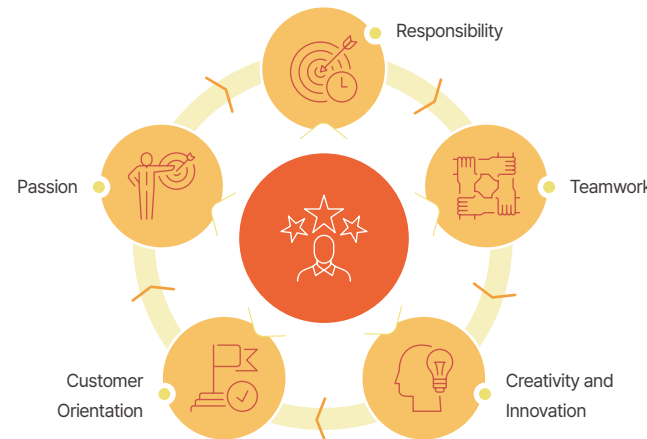 Responsibility
Passion
Teamwork
Customer
Orientation
Creativity and
Innovation